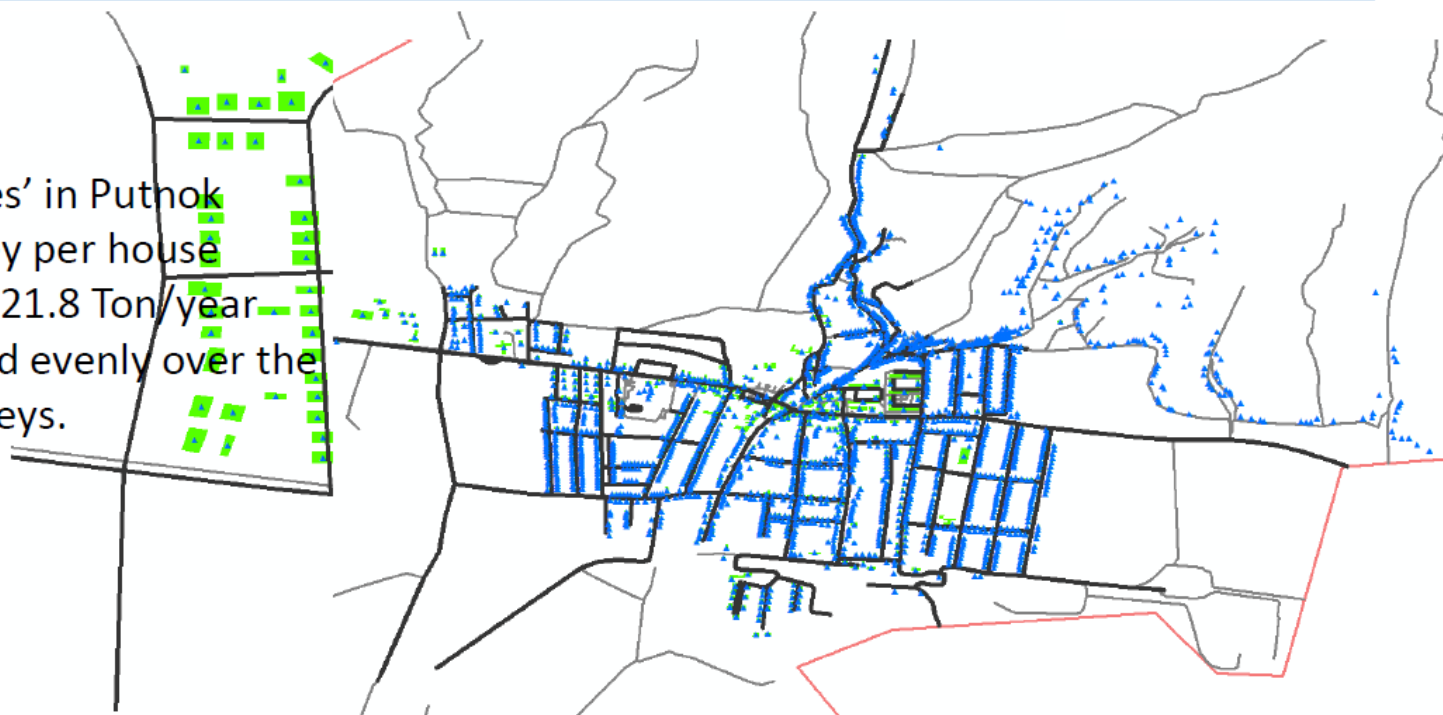 es’ in Putnok
y per house
21.8 Ton/year
d evenly over the
eys.